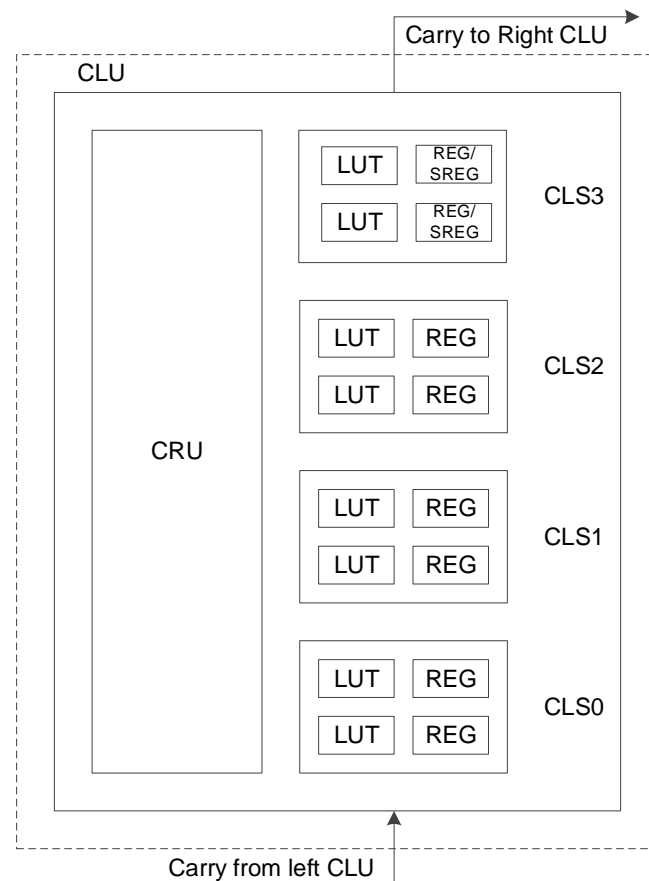 Carry to Right CLU
CLU
LUT
REG/
SREG
LUT
REG/
SREG
CLS3
LUT REG
LUT REG
CLS2
CRU
LUT REG
LUT REG
CLS1
LUT REG
LUT REG
CLS0
Carry from left CLU